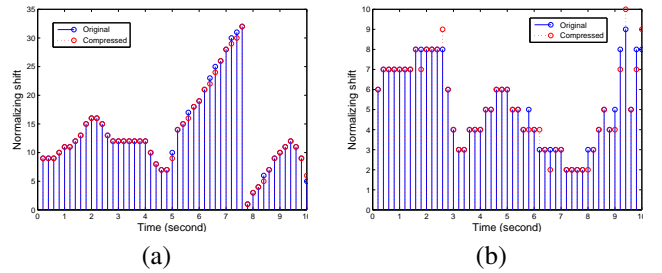 35
30
25
20
15
10
5
0
Normalizing shift
Original
Compressed
0 1 2 3 4 5 6 7 8 9 10
Time (second)
(a)
10
9
8
7
6
5
4
3
2
1
0
Normalizing shift
Original
Compressed
0 1 2 3 4 5 6 7 8 9 10
Time (second)
(b)